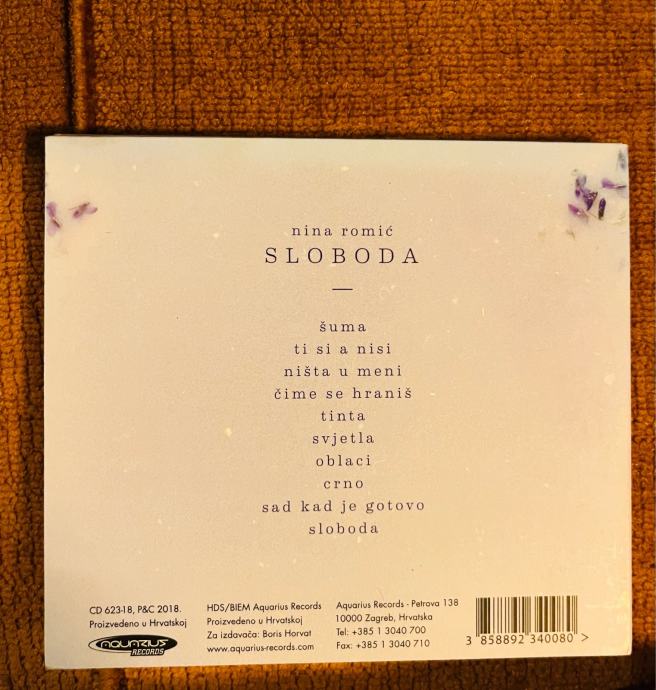 nina romić
SLOBODA
—
šuma
ti si a nisi
ništa u meni
čime se hraniš
tinta
svjetla
oblaci
crno
sad kad je gotovo
sloboda
CD 623-18, P&C 2018.
Proizvedeno u Hrvatskoj
AQUARIUS
RECORDS
HDS/BIEM Aquarius Records
Proizvedeno u Hrvatskoj
Za izdavača: Boris Horvat
www.aquarius-records.com
Aquarius Records - Petrova 138
10000 Zagreb, Hrvatska
Tel: +385 1 3040 700
Fax: +385 1 3040 710
3 858892 340080 >